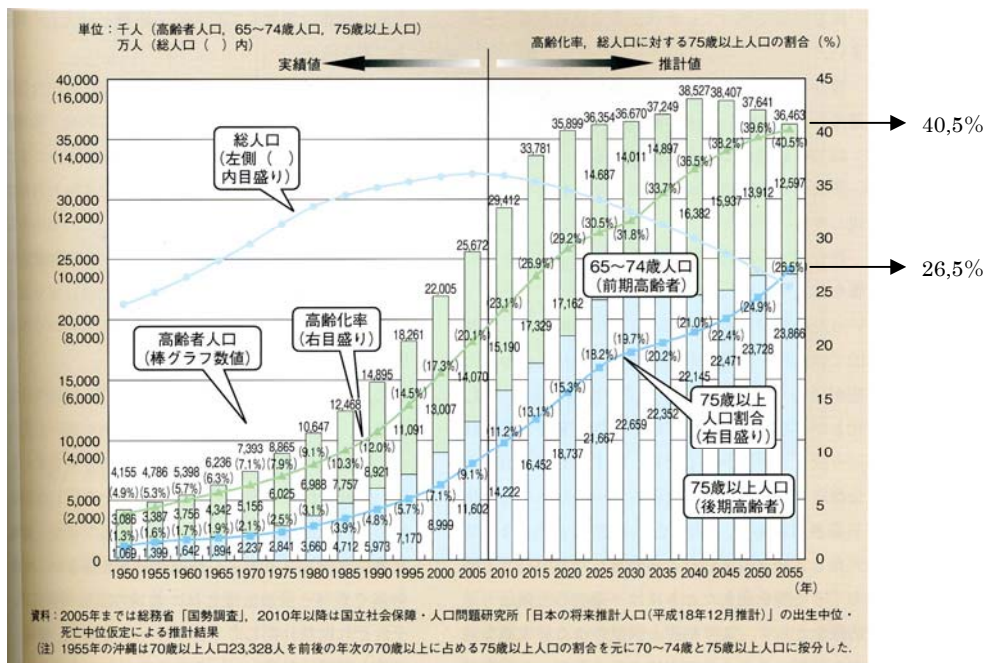 単位:千人(高齢者人口,65〜74歳人口,75歳以上人口)
万人(総人口( )内)
高齢化率,総人口に対する75歳以上人口の割合(%)
実績値
推計値
40,000
(16,000)
35,000
(14,000)
30,000
(12,000)
25,000
(10,000)
20,000
(8,000)
15,000
(6,000)
10,000
(4,000)
5,000
(2,000)
0
45
40
35
30
25
20
15
10
5
0
総人口
(左側( )
内目盛り)
高齢者人口
(棒グラフ数値)
高齢化率
(右目盛り)
65〜74歳人口
(前期高齢者)
75歳以上
人口割合
(右目盛り)
75歳以上人口
(後期高齢者)
4,155 4,786 5,398 6,236 7,393 8,865 10,647 12,468 14,895 18,261 22,005 25,672 29,412 33,781 35,899 36,354 36,670 37,249 38,527 38,407 37,641 36,463
(4.9%) (5.3%) (5.7%) (6.3%) (7.1%) (7.9%) (9.1%) (10.3%) (12.0%) (14.5%) (17.3%) (20.1%) (23.1%) (26.9%) (29.2%) (30.5%) (31.8%) (33.7%) (36.5%) (38.2%) (39.6%) (40.5%)
3,086 3,387 3,756 4,342 5,156 6,025 6,988 7,757 8,921 11,091 13,007 14,070 15,190 17,329 17,162 14,687 14,011 14,897 16,382 15,937 13,912 12,597
(1.3%) (1.6%) (1.7%) (1.9%) (2.1%) (2.5%) (3.1%) (3.9%) (4.8%) (5.7%) (7.1%) (9.1%) (11.2%) (13.1%) (15.3%) (18.2%) (19.7%) (20.2%) (21.0%) (22.4%) (24.9%) (26.5%)
1,069 1,399 1,642 1,894 2,237 2,841 3,660 4,712 5,973 7,170 8,999 11,602 14,222 16,452 18,737 21,667 22,659 22,352 22,145 22,471 23,728 23,866
1950 1955 1960 1965 1970 1975 1980 1985 1990 1995 2000 2005 2010 2015 2020 2025 2030 2035 2040 2045 2050 2055
(年)
40,5%
26,5%
資料:2005年までは総務省「国勢調査」,2010年以降は国立社会保障・人口問題研究所「日本の将来推計人口(平成18年12月推計)」の出生中位・
死亡中位仮定による推計結果
(注) 1955年の沖縄は70歳以上人口23,328人を前後の年次の70歳以上に占める75歳以上人口の割合を元に70〜74歳と75歳以上人口に按分した.